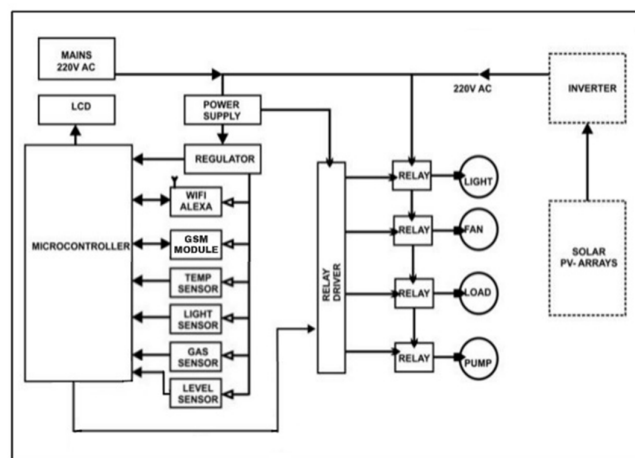 MAINS
220V AC
LCD
POWER
SUPPLY
REGULATOR
WIFI
ALEXA
GSM
MODULE
MICROCONTROLLER
TEMP
SENSOR
LIGHT
SENSOR
GAS
SENSOR
LEVEL
SENSOR
RELAY
DRIVER
RELAY
LIGHT
RELAY
FAN
RELAY
LOAD
RELAY
PUMP
220V AC
INVERTER
SOLAR
PV- ARRAYS